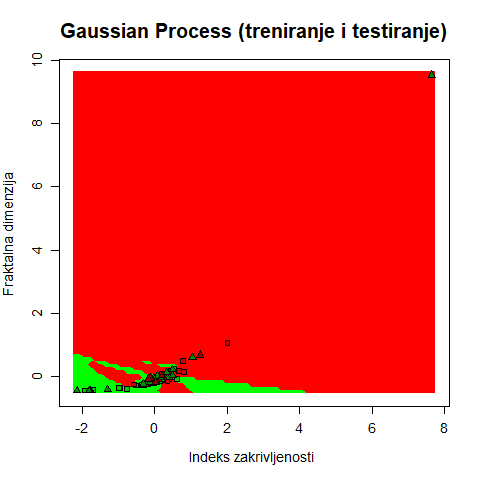 Gaussian Process (treniranje i testiranje)
Fraktalna dimenzija
10
8
6
4
2
0
-2 0 2 4 6 8
Indeks zakrivljenosti